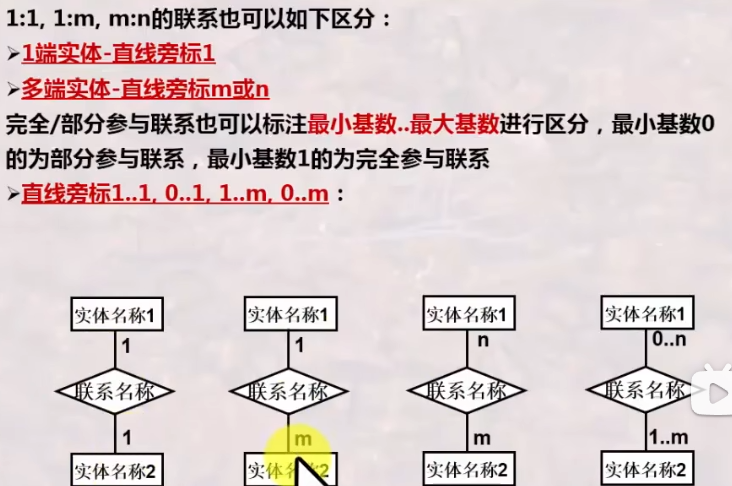 1:1, 1:m, m:n的联系也可以如下区分：
➢1端实体-直线旁标1
➢多端实体-直线旁标m或n
完全/部分参与联系也可以标注最小基数..最大基数进行区分，最小基数0
的为部分参与联系，最小基数1的为完全参与联系
➢直线旁标1..1, 0..1, 1..m, 0..m：
实体名称1 实体名称1 实体名称1 实体名称1
1 1 n 0..n
联系名称 联系名称 联系名称 联系名称
1 m m 1..m
实体名称2 实体名称2 实体名称2 实体名称2